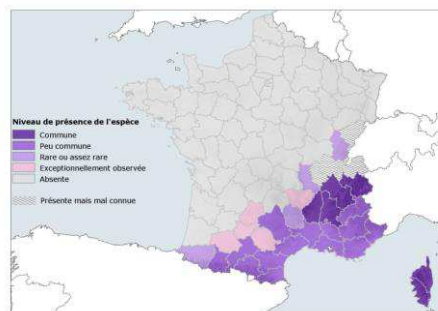 Niveau de présence de l'espèce
Commune
Peu commune
Rare ou assez rare
Exceptionnellement observée
Absente
Présente mais mal connue